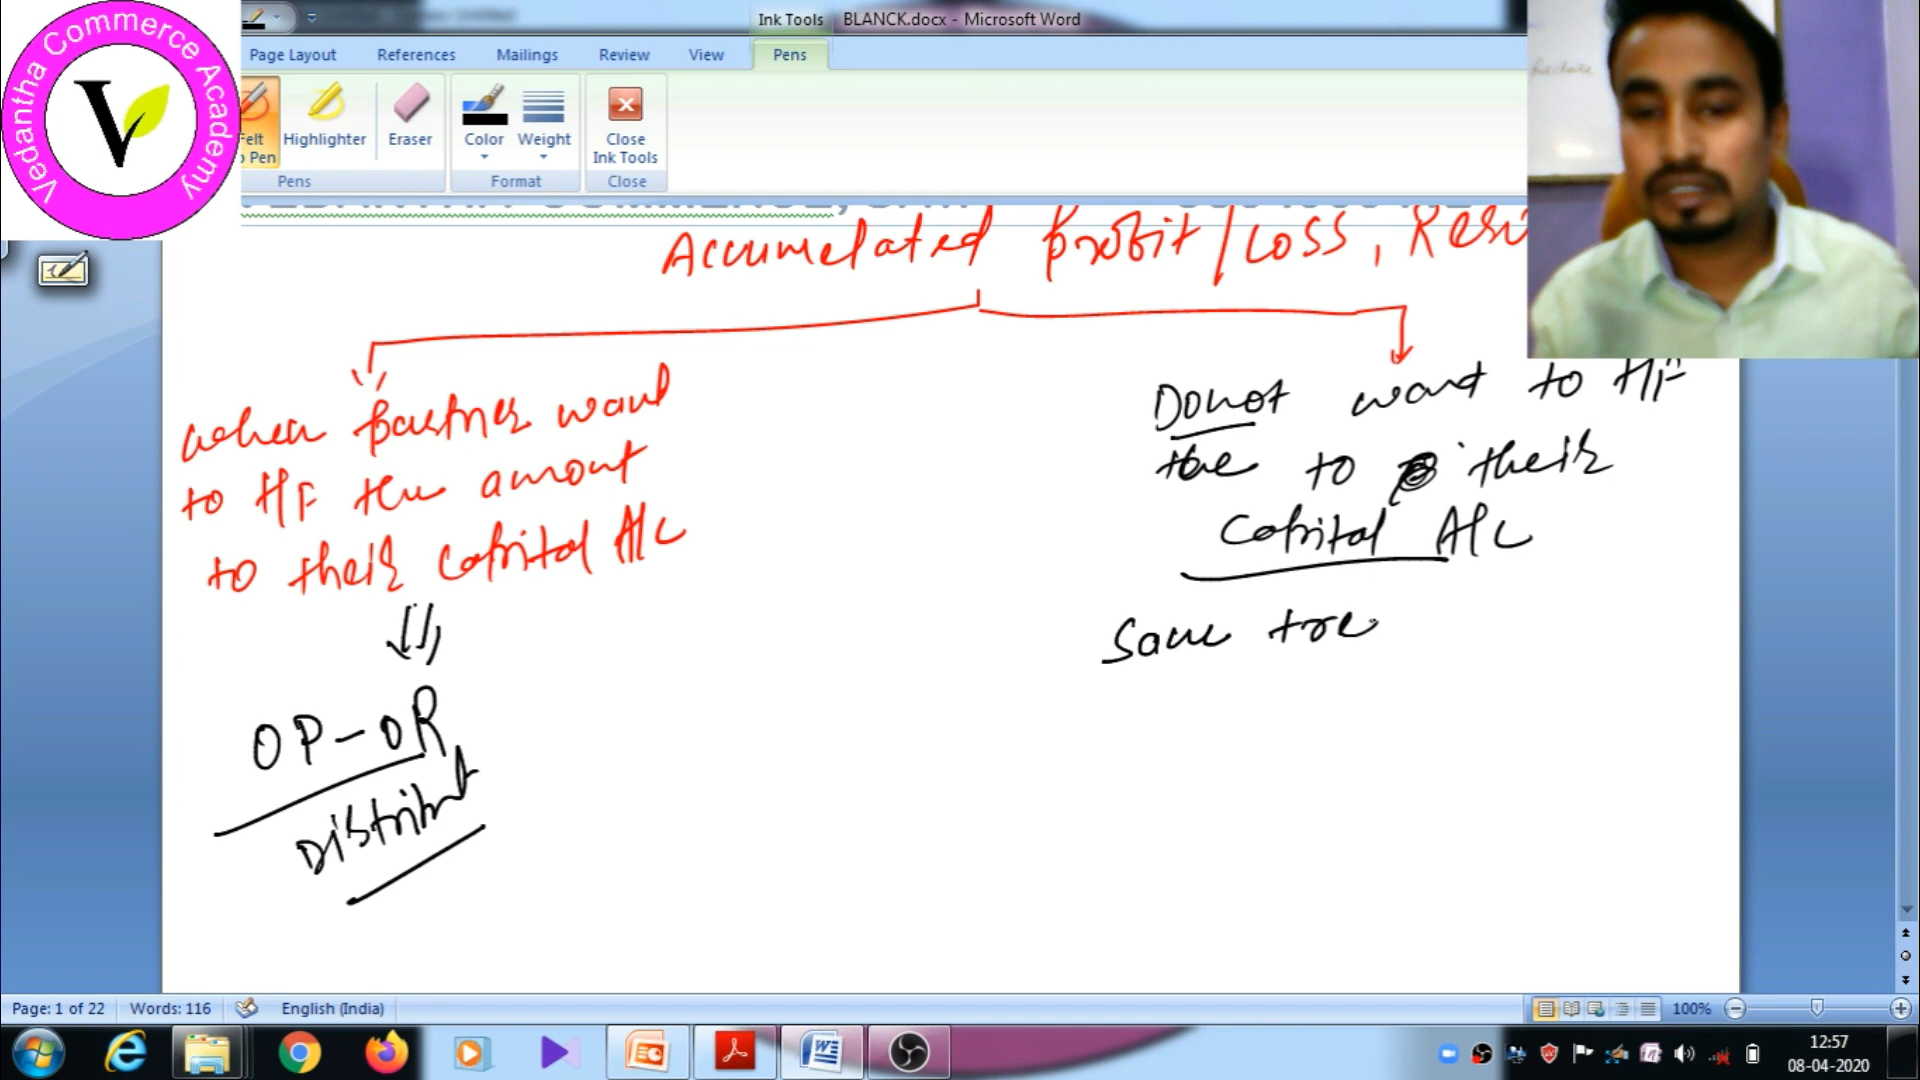 Vedantha Commerce Academy
V
Ink Tools
BLANCK.docx - Microsoft Word
Page Layout
References
Mailings
Review
View
Pens
Felt
Pen
Highlighter
Eraser
Color
Weight
Close
Ink Tools
Pens
Format
Close
Accumelated profit/Loss, Rese
when Partner want
to t/f the amount
to their capital A/c
OP-OR
Distribut
Donot want to t/f
the to their
Capital A/c
Same tre
Page: 1 of 22
Words: 116
English (India)
100%
12:57
08-04-2020